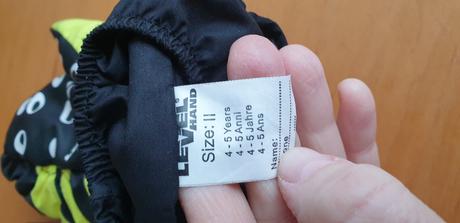 LEVEL
HAND
Size: II
4 - 5 Years
4 - 5 Anni
4 - 5 Jahre
4 - 5 Ans
Name: